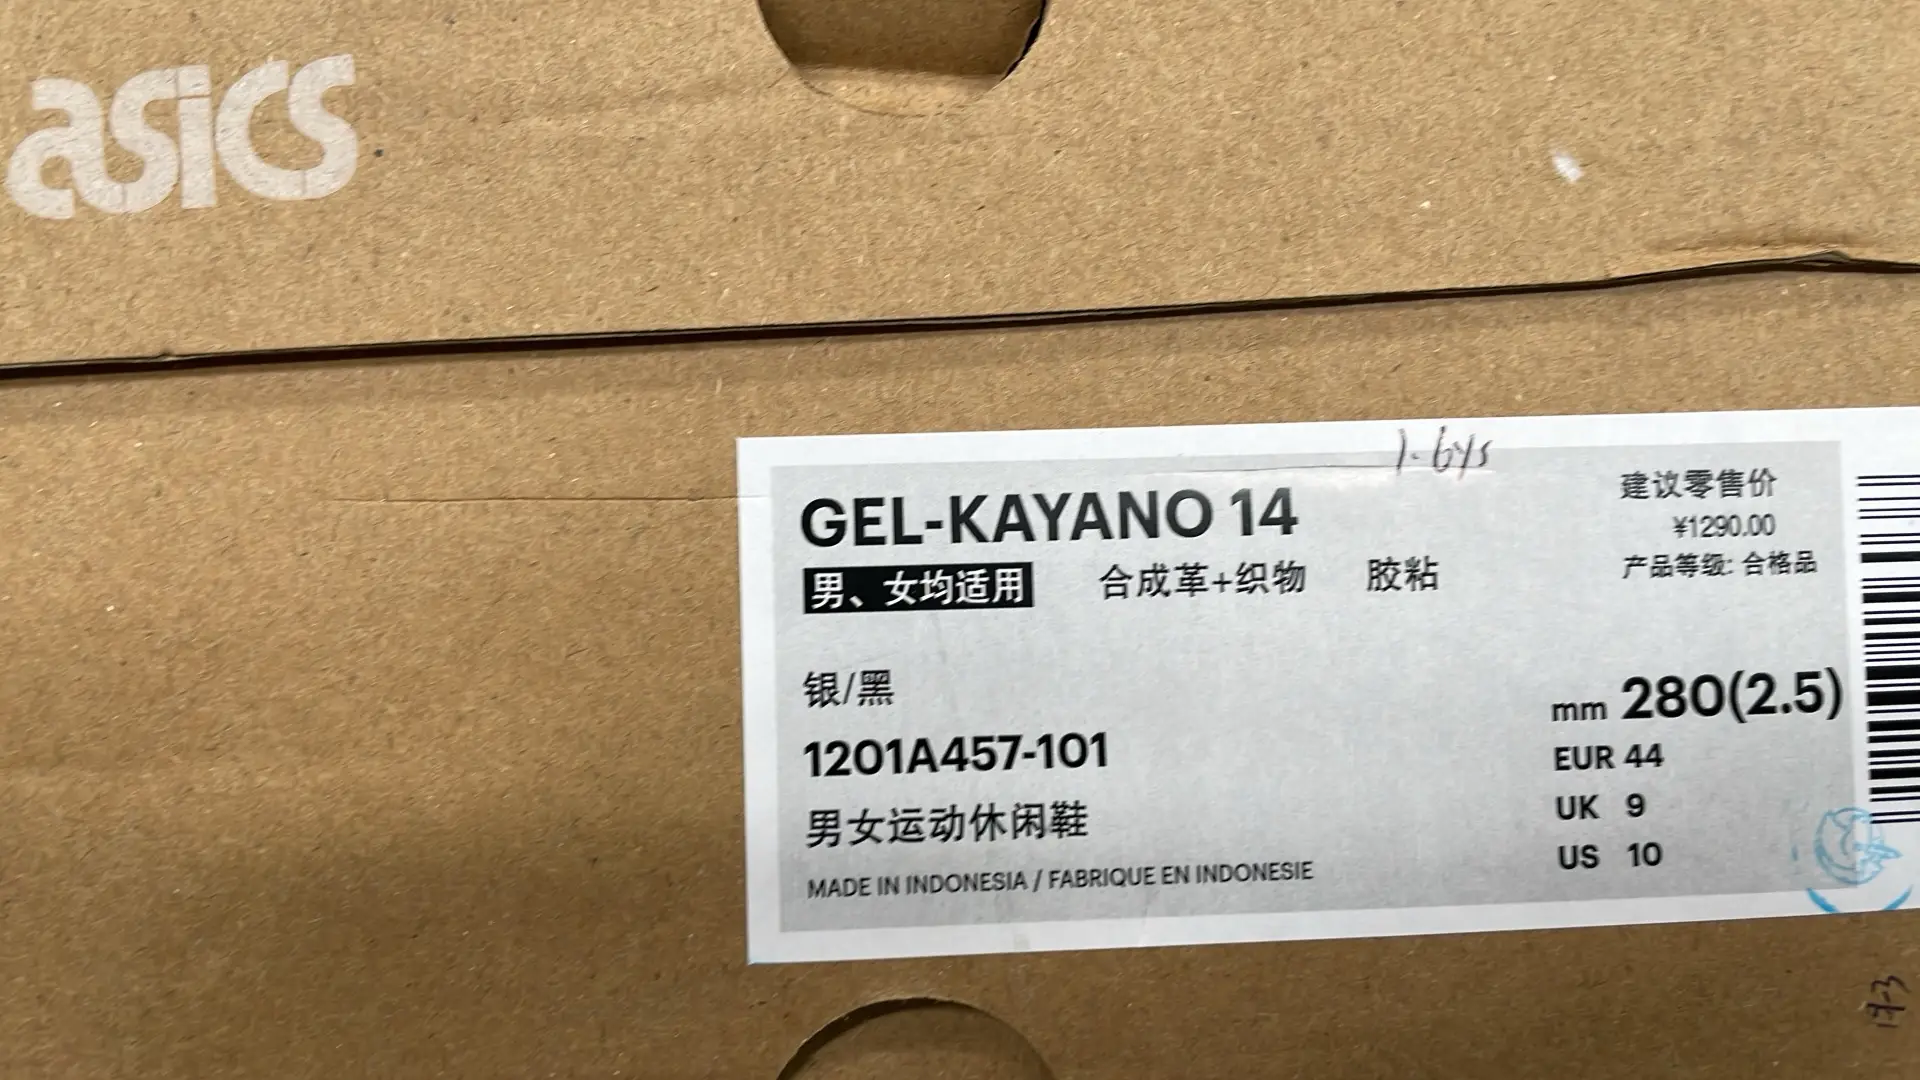 asics
GEL-KAYANO 14
男、女均适用 合成革+织物 胶粘
建议零售价
¥1290.00
产品等级: 合格品
银/黑
1201A457-101
男女运动休闲鞋
MADE IN INDONESIA / FABRIQUE EN INDONESIE
mm 280(2.5)
EUR 44
UK 9
US 10